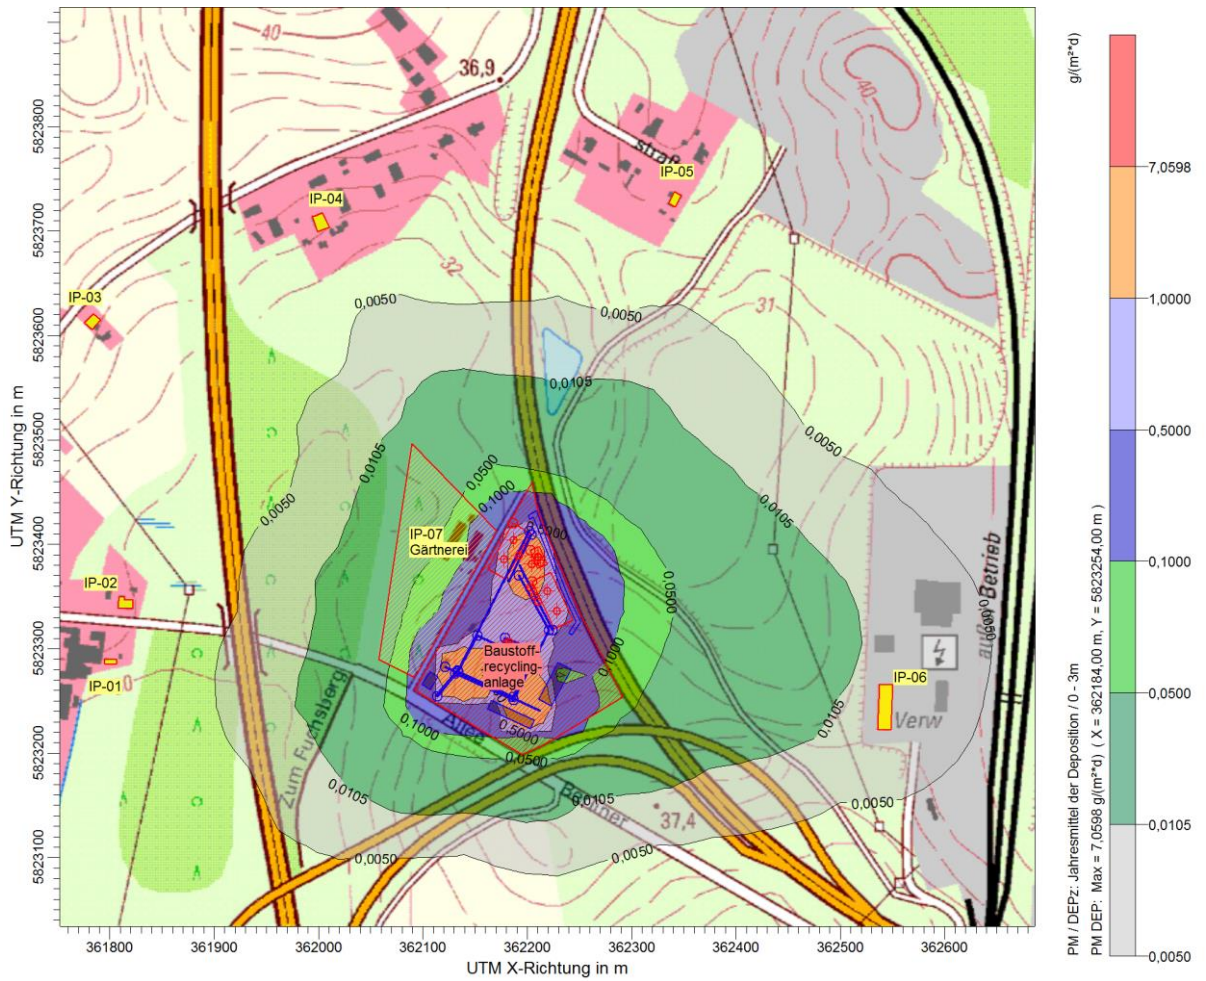 40
36,9
40
straß
IP-05
IP-04
32
31
IP-03
0,0050
0,0050
0,0105
0,0050
0,0105
0,0050
0,0500
0,1000
0,0105
IP-07
Gärtnerei
IP-02
0,0500
Baustoff-
recycling-
anlage
0,1000
IP-01
0
IP-06
Verw
Betrieb
0,0050
Zum Fuchsberg
0,1000
Allee
0,5000
0,0500
0,0105
0,0105
0,0105
Berliner
37,4
0,0050
0,0050
0,0050
5823800
5823700
5823600
5823500
5823400
5823300
5823200
5823100
UTM Y-Richtung in m
361800
361900
362000
362100
362200
362300
362400
362500
362600
UTM X-Richtung in m
g/(m²*d)
7,0598
1,0000
0,5000
0,1000
0,0500
0,0105
0,0050
PM / DEPz: Jahresmittel der Deposition / 0 - 3m
PM DEP: Max = 7,0598 g/(m²*d) ( X = 362184,00 m, Y = 5823254,00 m )